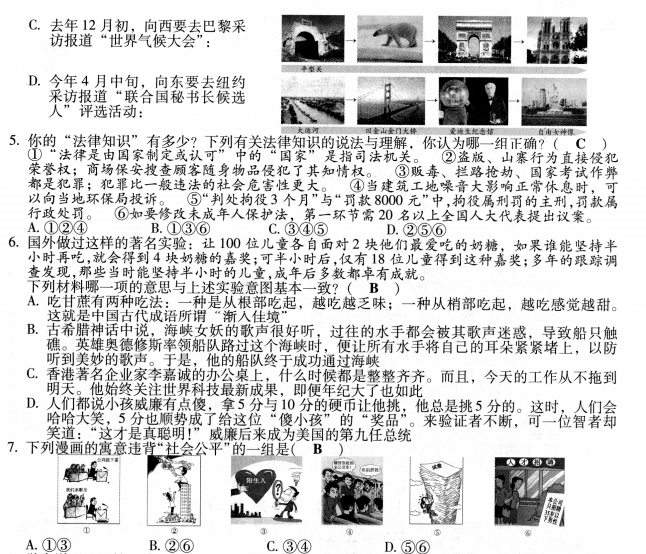 C. 去年12月初，向西要去巴黎采
访报道“世界气候大会”：
平型关
D. 今年4月中旬，向东要去纽约
采访报道“联合国秘书长候选
人”评选活动：
大运河 旧金山金门大桥 爱迪生纪念馆 自由女神像
5. 你的“法律知识”有多少？下列有关法律知识的说法与理解，你认为哪一组正确？（ C ）
①“法律是由国家制定或认可”中的“国家”是指司法机关。 ②盗版、山寨行为直接侵犯
荣誉权；商场保安搜查顾客随身物品侵犯了其知情权。 ③贩毒、拦路抢劫、国家考试作弊
都是犯罪；犯罪比一般违法的社会危害性更大。 ④当建筑工地噪音大影响正常休息时，可
以向当地环保局投诉。 ⑤“判处拘役3个月”与“罚款8000元”中，拘役属刑罚的主刑，罚款属
行政处罚。 ⑥如要修改未成年人保护法，第一环节需20名以上全国人大代表提出议案。
A. ①②④ B. ①③⑥ C. ③④⑤ D. ②⑤⑥
6. 国外做过这样的著名实验：让100位儿童各自面对2块他们最爱吃的奶糖，如果谁能坚持半
小时再吃，就会得到4块奶糖的嘉奖；可半小时后，仅有18位儿童得到这种嘉奖；多年的跟踪调
查发现，那些当时能坚持半小时的儿童，成年后多数都卓有成就。
下列材料哪一项的意思与上述实验意图基本一致？（ B ）
A. 吃甘蔗有两种吃法：一种是从根部吃起，越吃越乏味；一种从梢部吃起，越吃感觉越甜。
这就是中国古代成语所谓“渐入佳境”
B. 古希腊神话中说，海峡女妖的歌声很好听，过往的水手都会被其歌声迷惑，导致船只触
礁。英雄奥德修斯率领船队路过这个海峡时，便让所有水手将自己的耳朵紧紧堵上，以防
听到美妙的歌声。于是，他的船队终于成功通过海峡
C. 香港著名企业家李嘉诚的办公桌上，什么时候都是整整齐齐。而且，今天的工作从不拖到
明天。他始终关注世界科技最新成果，即便年纪大了也如此
D. 人们都说小孩威廉有点傻，拿5分与10分的硬币让他挑，他总是挑5分的。这时，人们会
哈哈大笑，5分也顺势成了给这位“傻小孩”的“奖品”。来验证者不断，可一位智者却
笑道：“这才是真聪明！”威廉后来成为美国的第九任总统
7. 下列漫画的寓意违背“社会公平”的一组是（ B ）
陌生人
试卷
人才招聘
① ② ③ ④ ⑤ ⑥
A. ①③ B. ②⑥ C. ③④ D. ⑤⑥